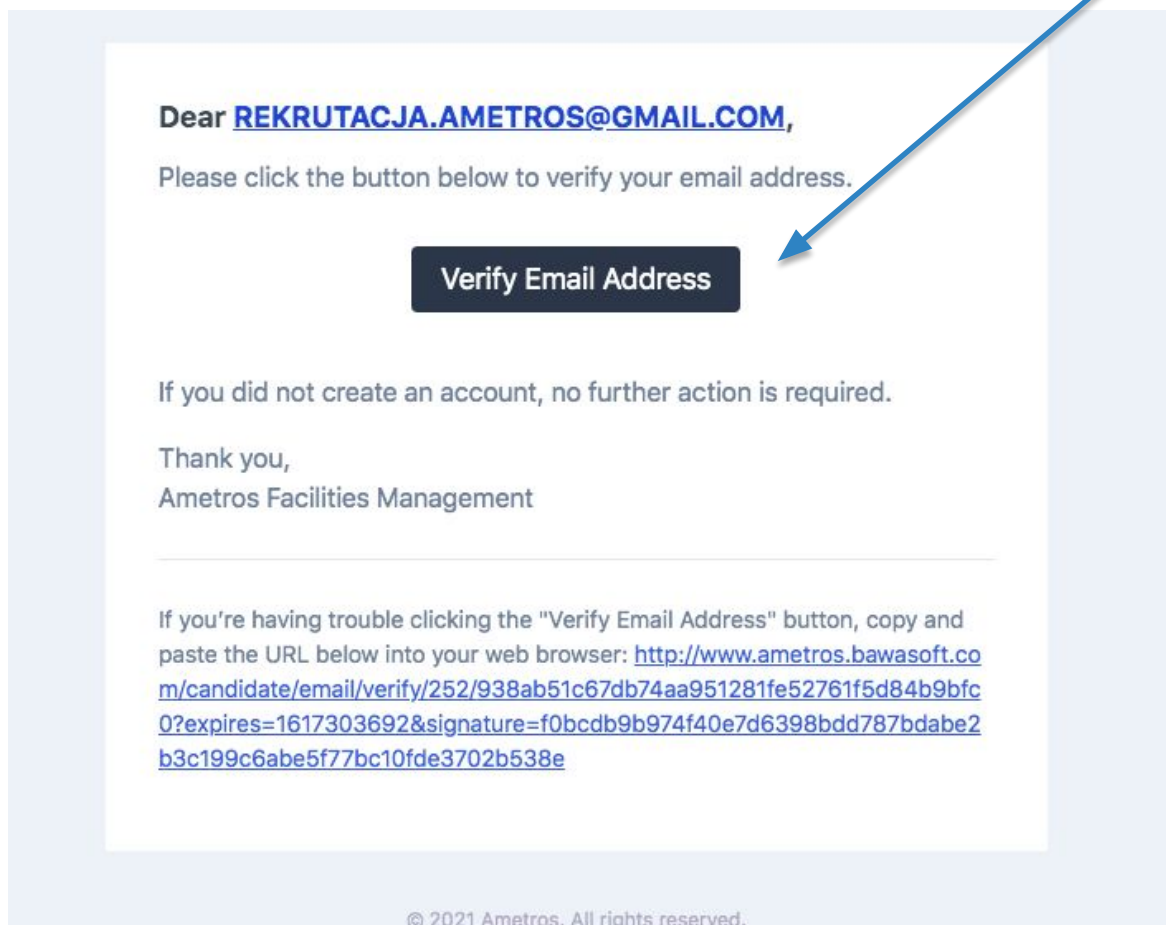 Dear REKRUTACJA.AMETROS@GMAIL.COM,
Please click the button below to verify your email address.
Verify Email Address
If you did not create an account, no further action is required.
Thank you,
Ametros Facilities Management
If you're having trouble clicking the "Verify Email Address" button, copy and
paste the URL below into your web browser: http://www.ametros.bawasoft.co
m/candidate/email/verify/252/938ab51c67db74aa951281fe52761f5d84b9bfc
0?expires=1617303692&signature=f0bcdb9b974f40e7d6398bdd787bdabe2
b3c199c6abe5f77bc10fde3702b538e
© 2021 Ametros. All rights reserved.